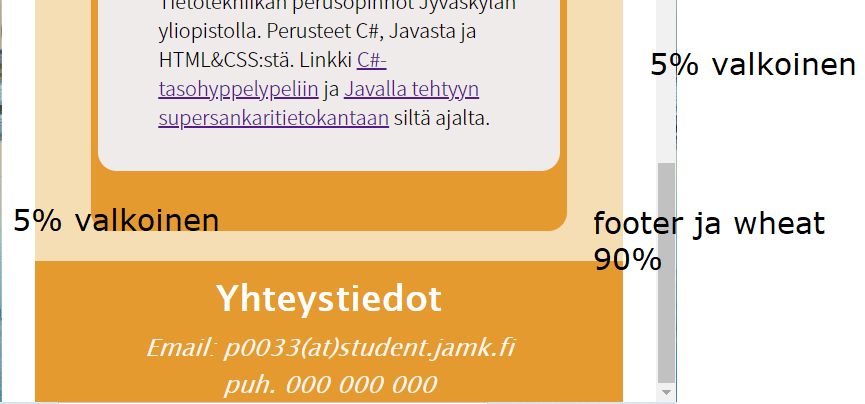 Tietotekniikan perusopinnot Jyväskylän
yliopistolla. Perusteet C#, Javasta ja
HTML&CSS:stä. Linkki C#-
tasohyppelypeliin ja Javalla tehtyyn
supersankaritietokantaan siltä ajalta.
5% valkoinen
5% valkoinen
footer ja wheat
90%
Yhteystiedot
Email: p0033(at)student.jamk.fi
puh. 000 000 000